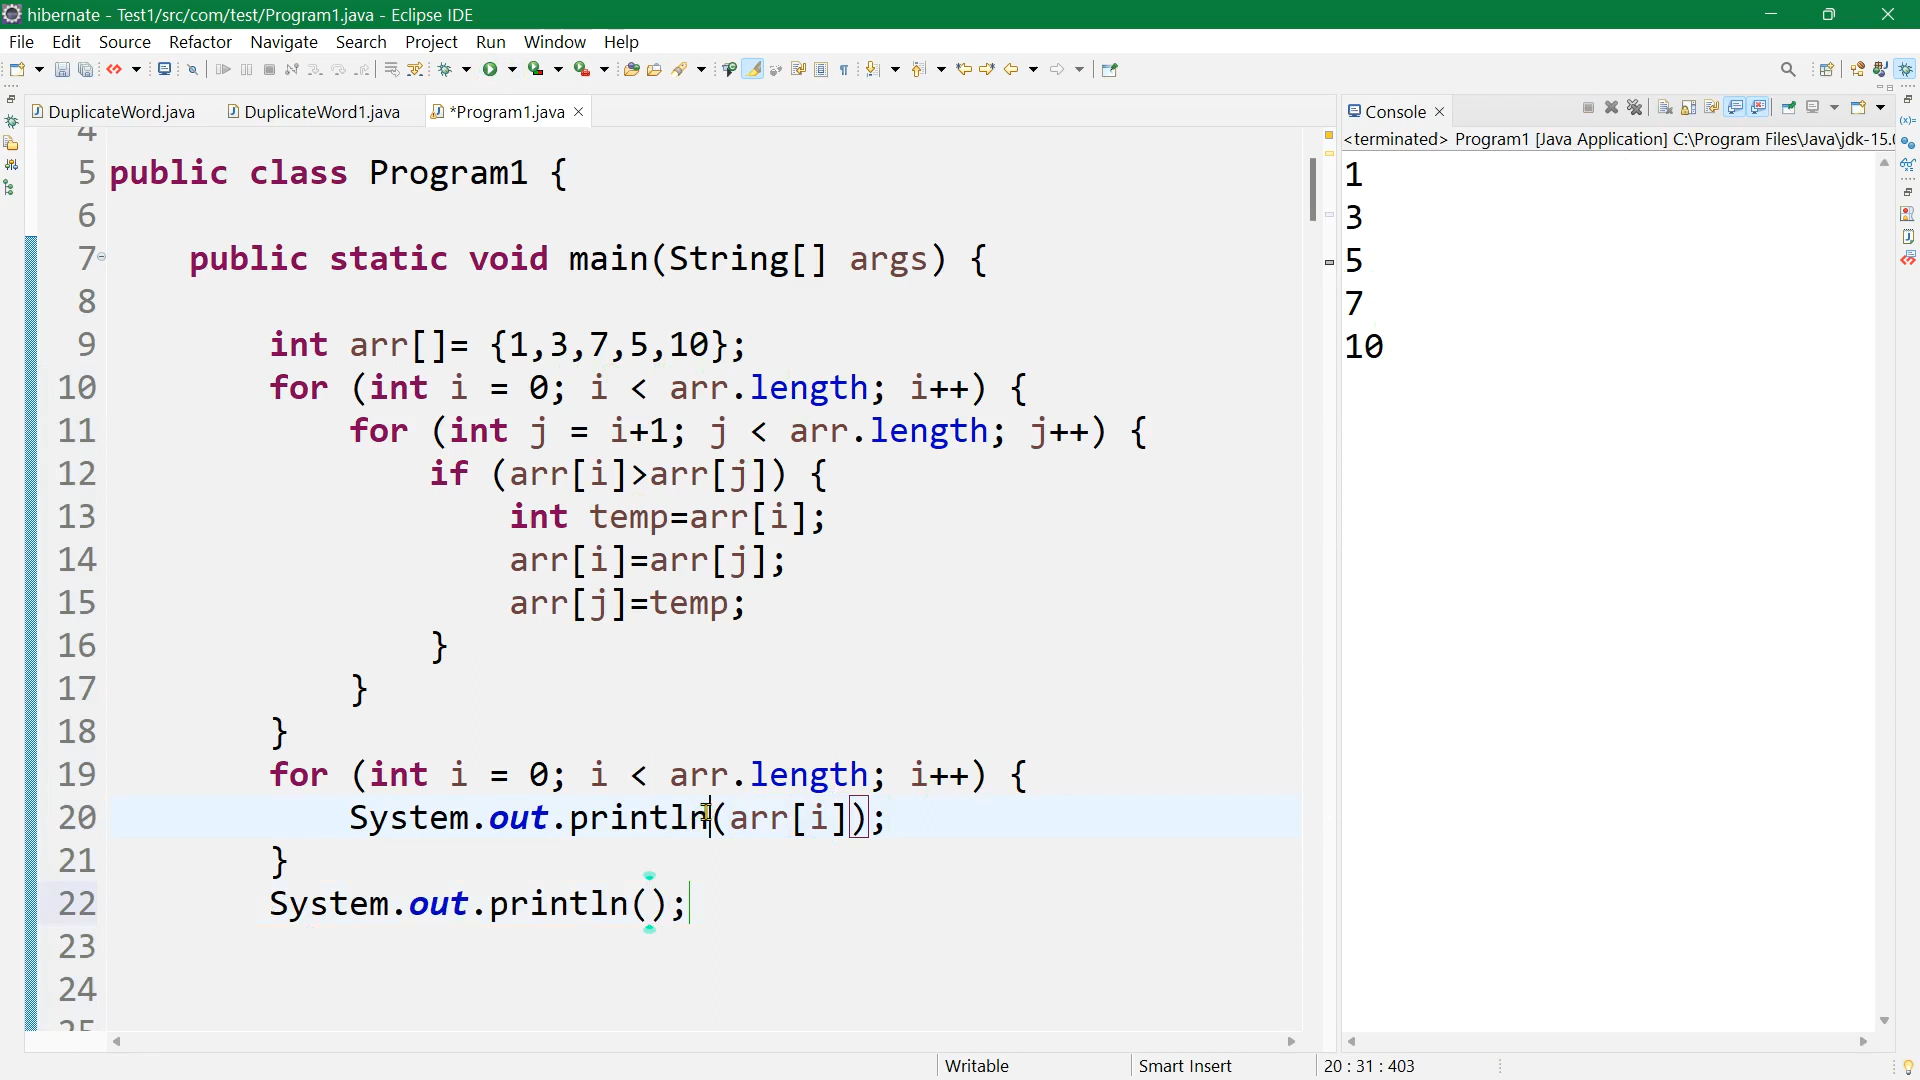 hibernate - Test1/src/com/test/Program1.java - Eclipse IDE
File Edit Source Refactor Navigate Search Project Run Window Help
DuplicateWord.java DuplicateWord1.java *Program1.java
4
5 public class Program1 {
6
7 public static void main(String[] args) {
8
9 int arr[]= {1,3,7,5,10};
10 for (int i = 0; i < arr.length; i++) {
11 for (int j = i+1; j < arr.length; j++) {
12 if (arr[i]>arr[j]) {
13 int temp=arr[i];
14 arr[i]=arr[j];
15 arr[j]=temp;
16 }
17 }
18 }
19 for (int i = 0; i < arr.length; i++) {
20 System.out.println(arr[i]);
21 }
22 System.out.println();
23
24
25
Console
<terminated> Program1 [Java Application] C:\Program Files\Java\jdk-15.
1
3
5
7
10
Writable Smart Insert 20 : 31 : 403